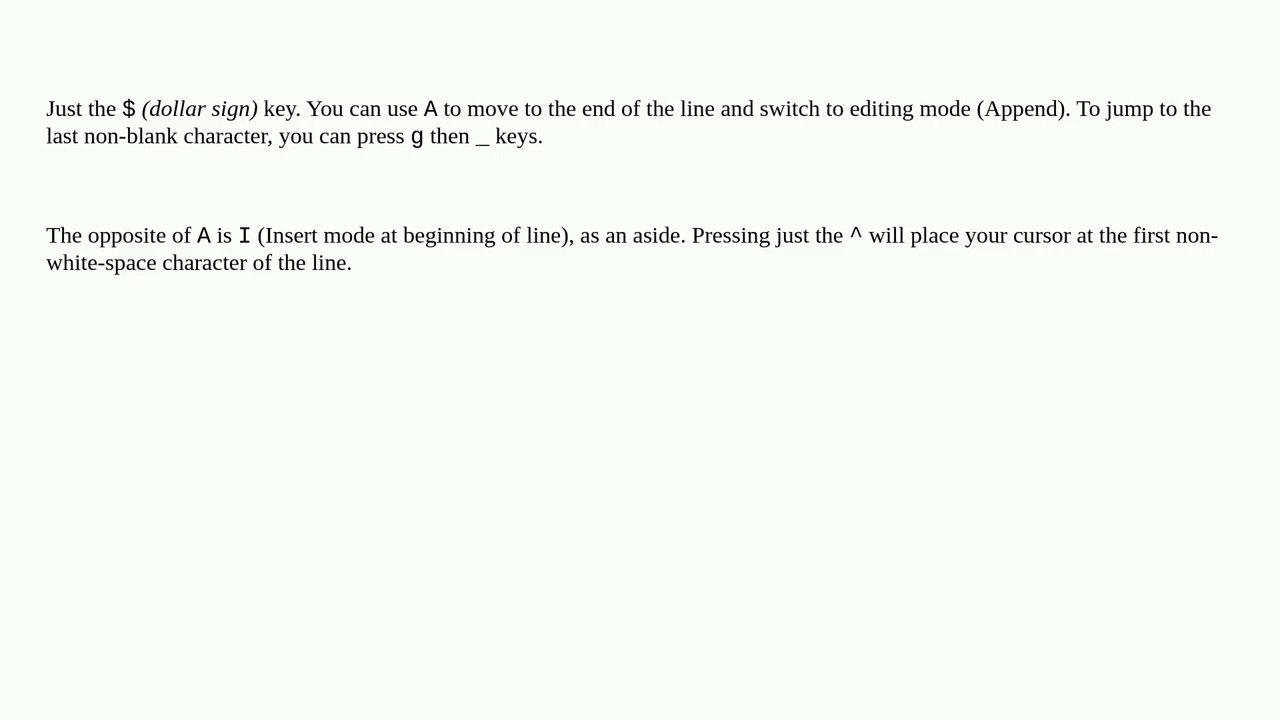 Just the $ (dollar sign) key. You can use A to move to the end of the line and switch to editing mode (Append). To jump to the
last non-blank character, you can press g then _ keys.
The opposite of A is I (Insert mode at beginning of line), as an aside. Pressing just the ^ will place your cursor at the first non-
white-space character of the line.